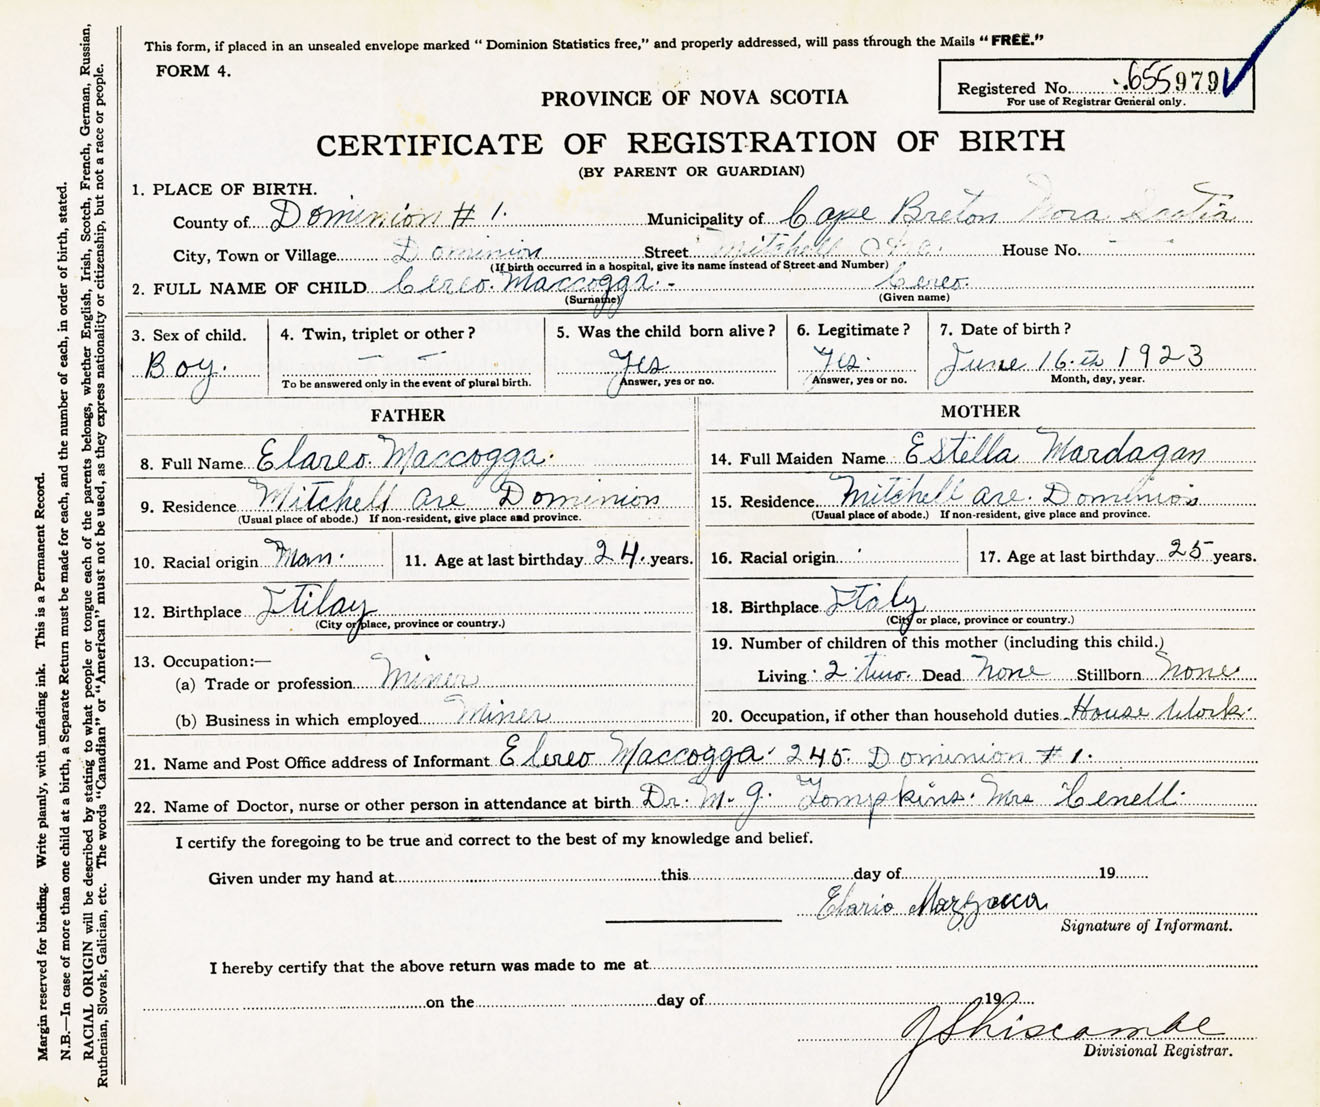 This form, if placed in an unsealed envelope marked "Dominion Statistics free," and properly addressed, will pass through the Mails "FREE."
FORM 4.
Registered No. 655979
For use of Registrar General only.
PROVINCE OF NOVA SCOTIA
CERTIFICATE OF REGISTRATION OF BIRTH
(BY PARENT OR GUARDIAN)
1. PLACE OF BIRTH.
County of Dominion # 1. Municipality of Cape Breton Nova Scotia
City, Town or Village Dominion Street Mitchell House No. - -
(If birth occurred in a hospital, give its name instead of Street and Number)
2. FULL NAME OF CHILD Cereo Maccogga. - Cereo.
(Surname) (Given name)
3. Sex of child. 4. Twin, triplet or other? 5. Was the child born alive? 6. Legitimate? 7. Date of birth?
Boy. — — Yes Yes. June 16.th 1923
To be answered only in the event of plural birth. Answer, yes or no. Answer, yes or no. Month, day, year.
FATHER MOTHER
8. Full Name Elareo. Maccogga. 14. Full Maiden Name Estella Mardagan
9. Residence Mitchell are Dominion 15. Residence Mitchell are. Dominion
(Usual place of abode.) If non-resident, give place and province. (Usual place of abode.) If non-resident, give place and province.
10. Racial origin Man. 11. Age at last birthday 24. years. 16. Racial origin 17. Age at last birthday 25 years.
12. Birthplace Itilay 18. Birthplace Italy
(City or place, province or country.) (City or place, province or country.)
19. Number of children of this mother (including this child.)
13. Occupation:—
(a) Trade or profession Miner Living 2 two. Dead None Stillborn None
(b) Business in which employed Miner 20. Occupation, if other than household duties House Work.
21. Name and Post Office address of Informant Elereo Maccogga. 245. Dominion # 1.
22. Name of Doctor, nurse or other person in attendance at birth Dr. M. G. Tompkins. Mrs Cenell.
I certify the foregoing to be true and correct to the best of my knowledge and belief.
Given under my hand at this day of 19
Elario Mazzocca
Signature of Informant.
I hereby certify that the above return was made to me at
on the day of 19
J Shiscombe
Divisional Registrar.
Margin reserved for binding. Write plainly, with unfading ink. This is a Permanent Record.
N.B.—In case of more than one child at a birth, a Separate Return must be made for each, and the number of each, in order of birth, stated.
RACIAL ORIGIN will be described by stating to what people or tongue each of the parents belongs, whether English, Irish, Scotch, French, German, Russian,
Ruthenian, Slovak, Galician, etc. The words "Canadian" or "American" must not be used, as they express nationality or citizenship, but not a race or people.